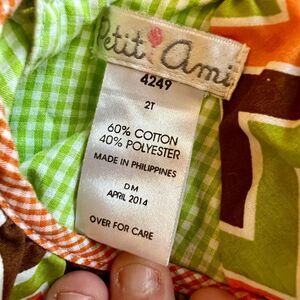 Petit Ami
4249
2T
60% COTTON
40% POLYESTER
MADE IN PHILIPPINES
DM
APRIL 2014
OVER FOR CARE